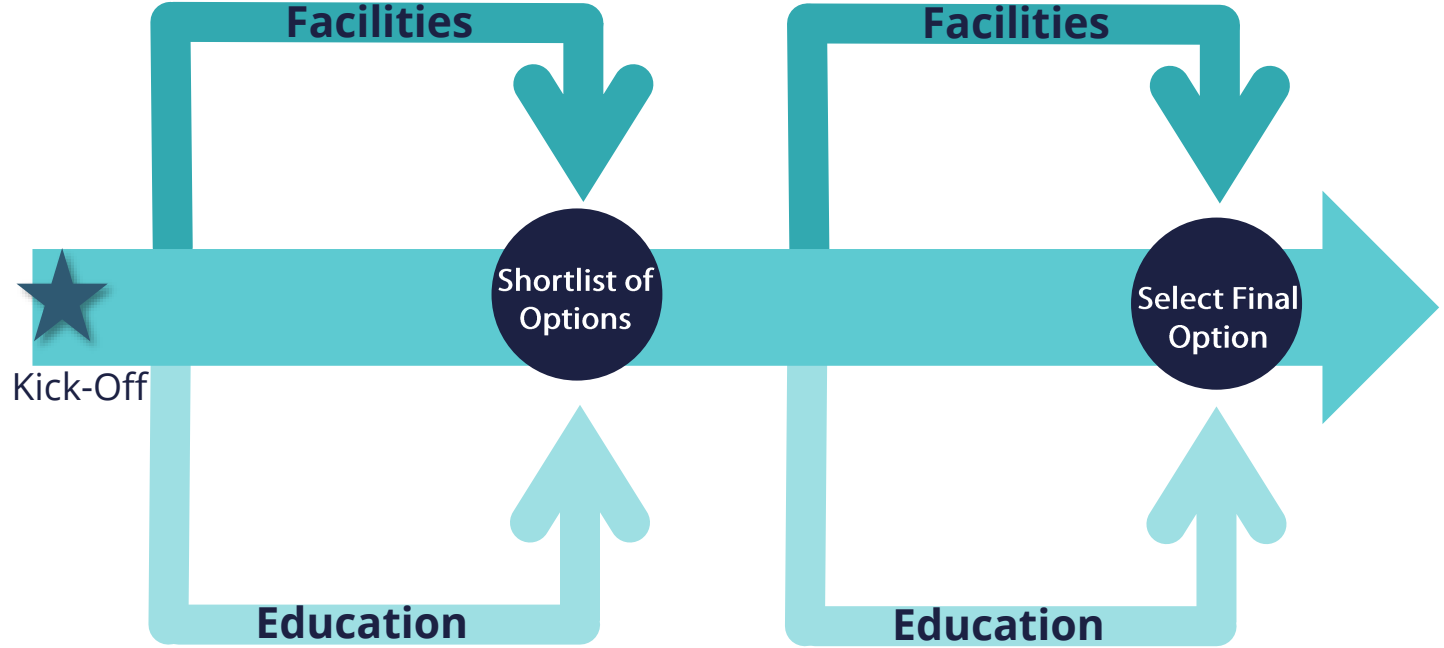 Facilities
Facilities
Shortlist of
Options
Select Final
Option
Kick-Off
Education
Education